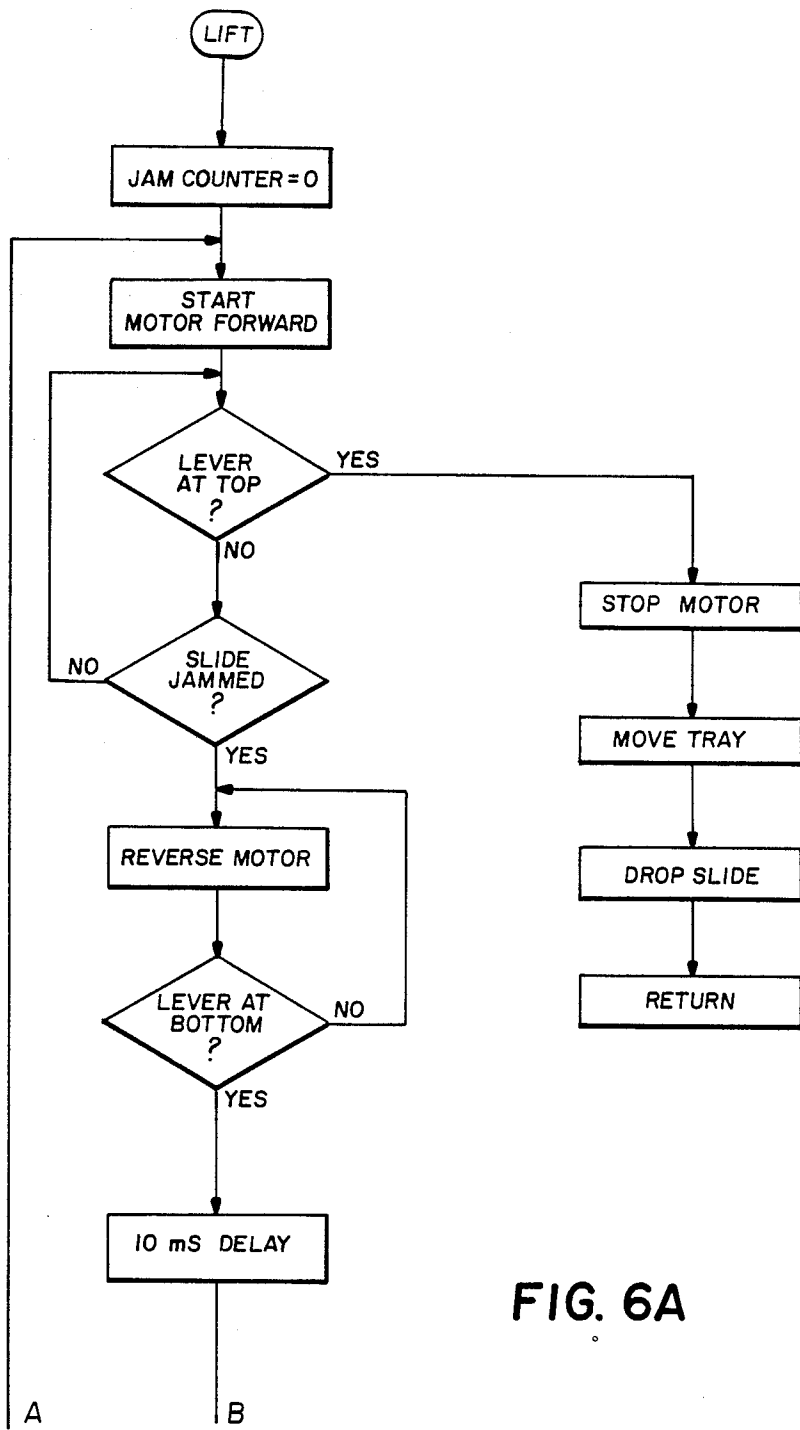 LIFT
JAM COUNTER = 0
START
MOTOR FORWARD
LEVER
AT TOP
?
YES
NO
STOP MOTOR
SLIDE
JAMMED
?
NO
YES
MOVE TRAY
REVERSE MOTOR
DROP SLIDE
LEVER AT
BOTTOM
?
NO
YES
RETURN
10 mS DELAY
FIG. 6A
A
B